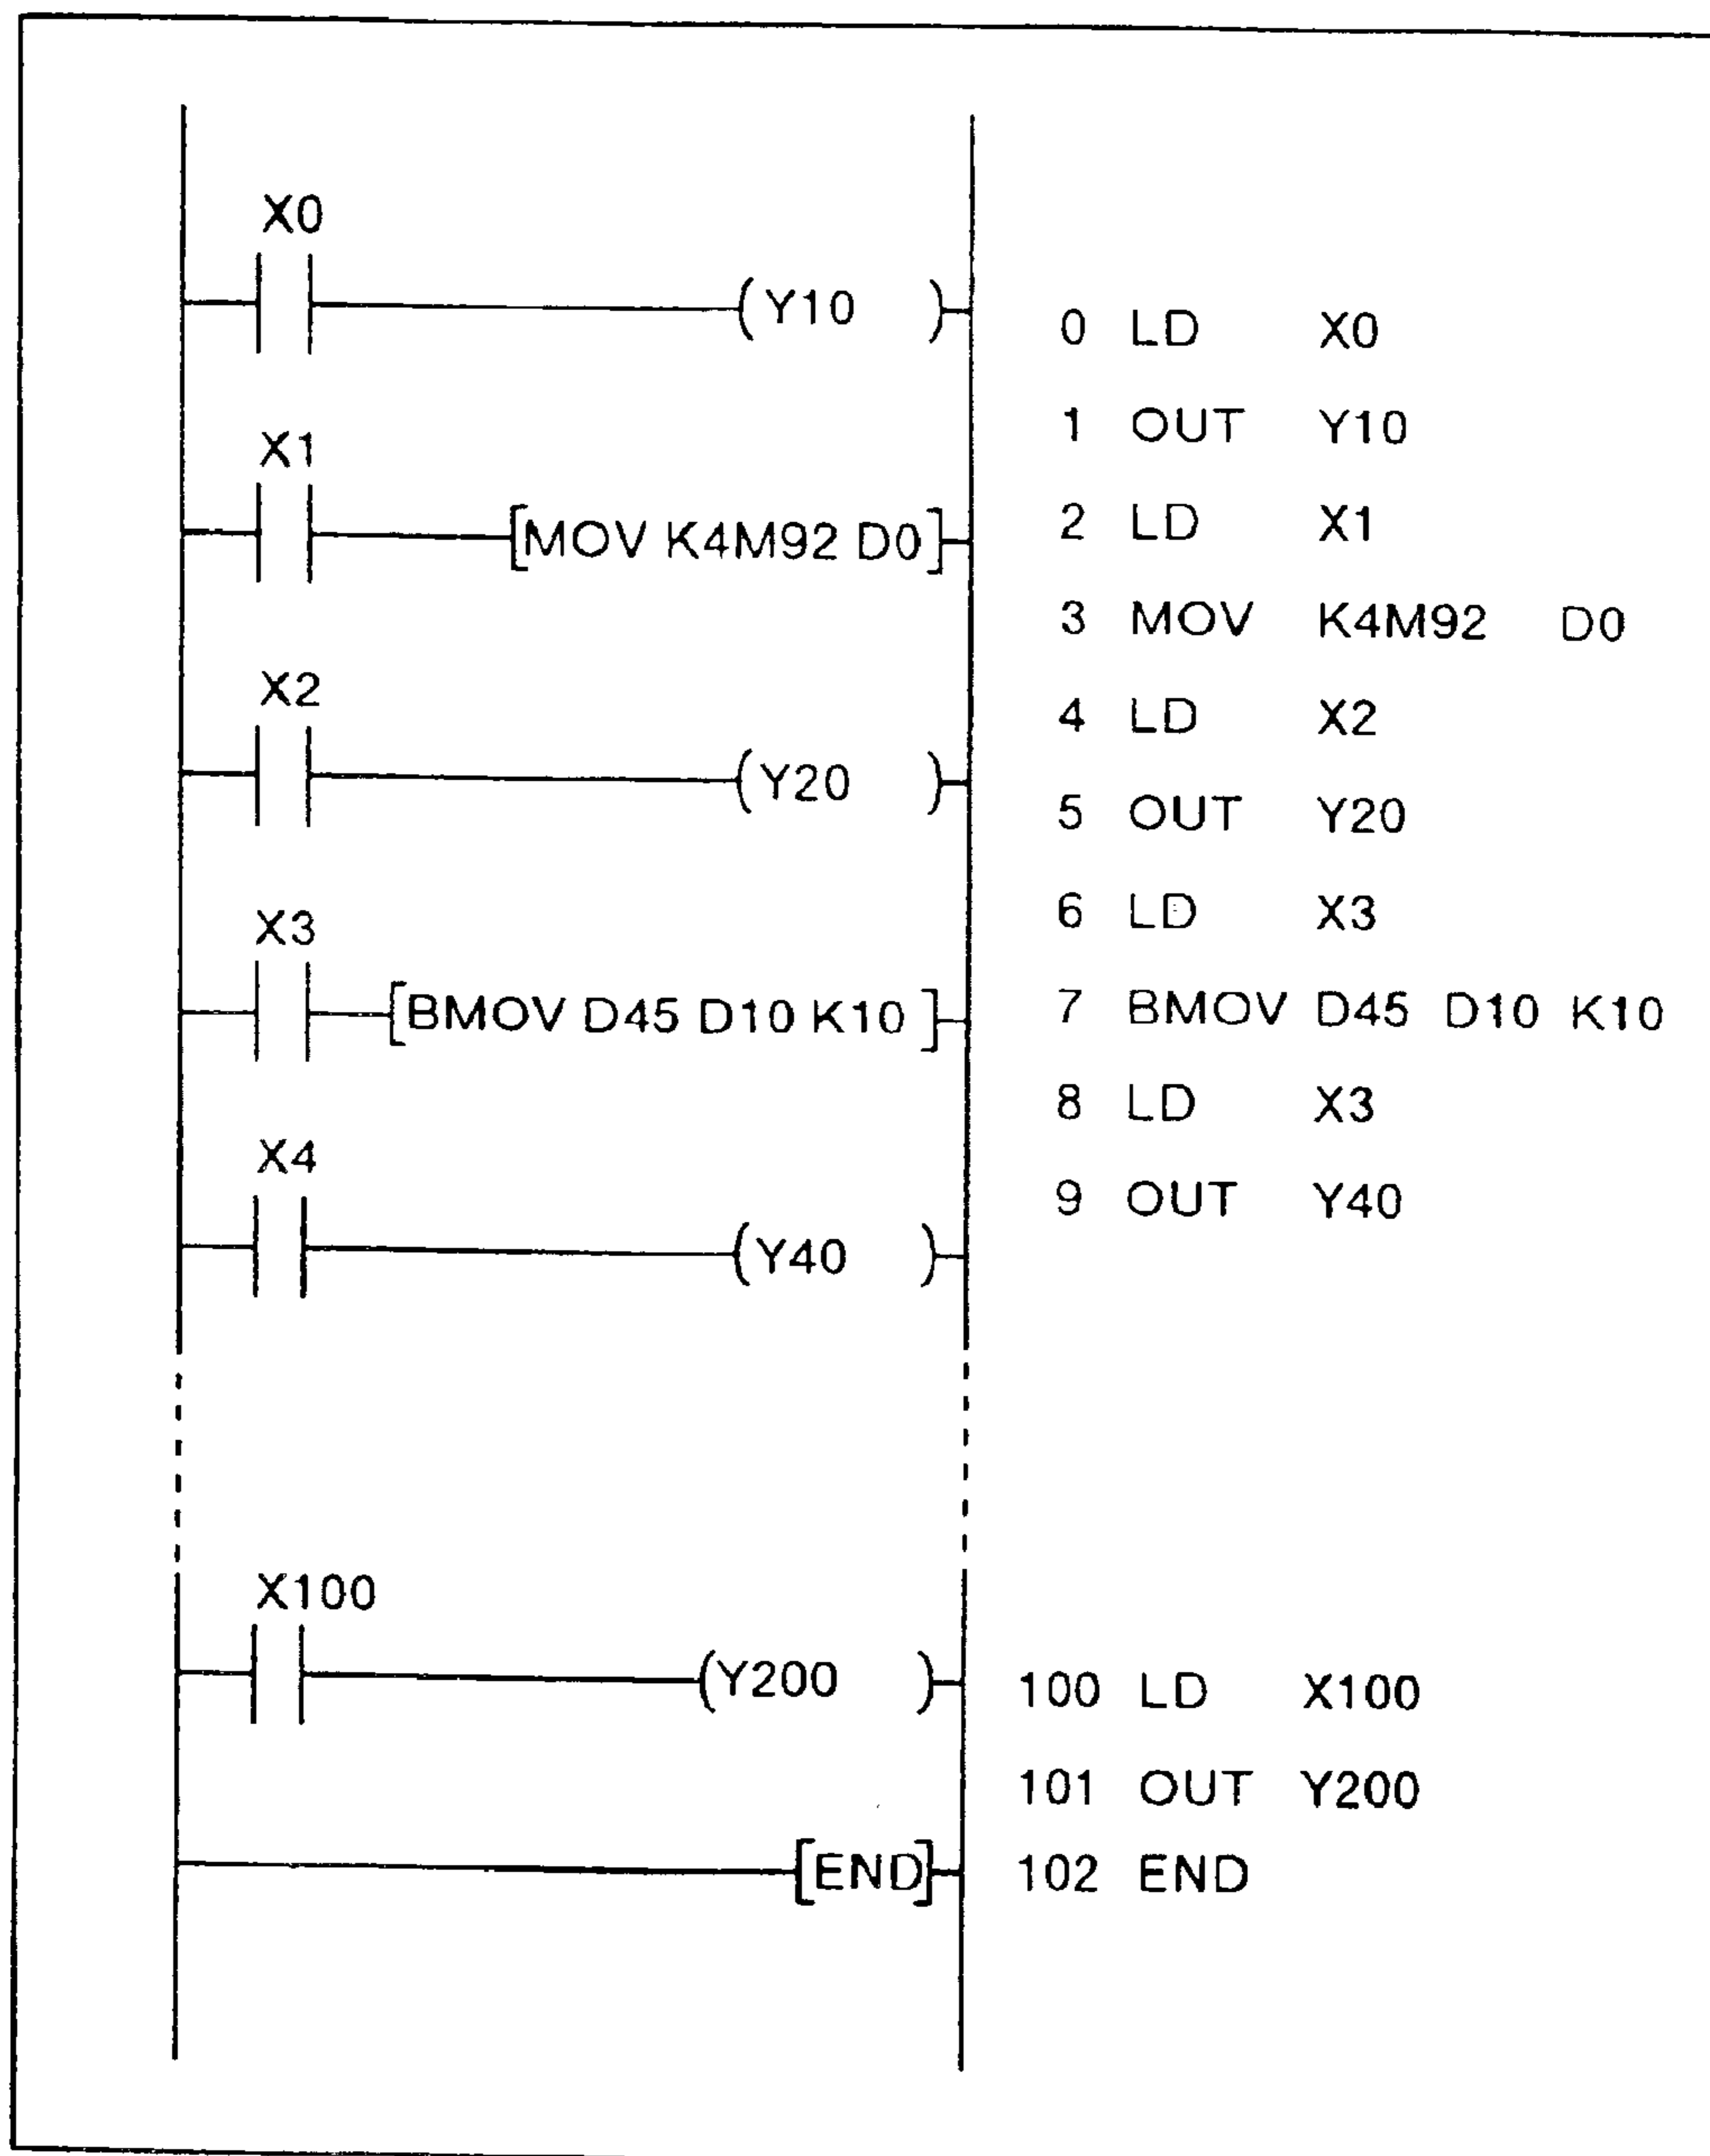 X0
(Y10 )
X1
[MOV K4M92 D0]
X2
(Y20 )
X3
[BMOV D45 D10 K10 ]
X4
(Y40 )
X100
(Y200 )
[END]
0 LD X0
1 OUT Y10
2 LD X1
3 MOV K4M92 D0
4 LD X2
5 OUT Y20
6 LD X3
7 BMOV D45 D10 K10
8 LD X3
9 OUT Y40
100 LD X100
101 OUT Y200
102 END